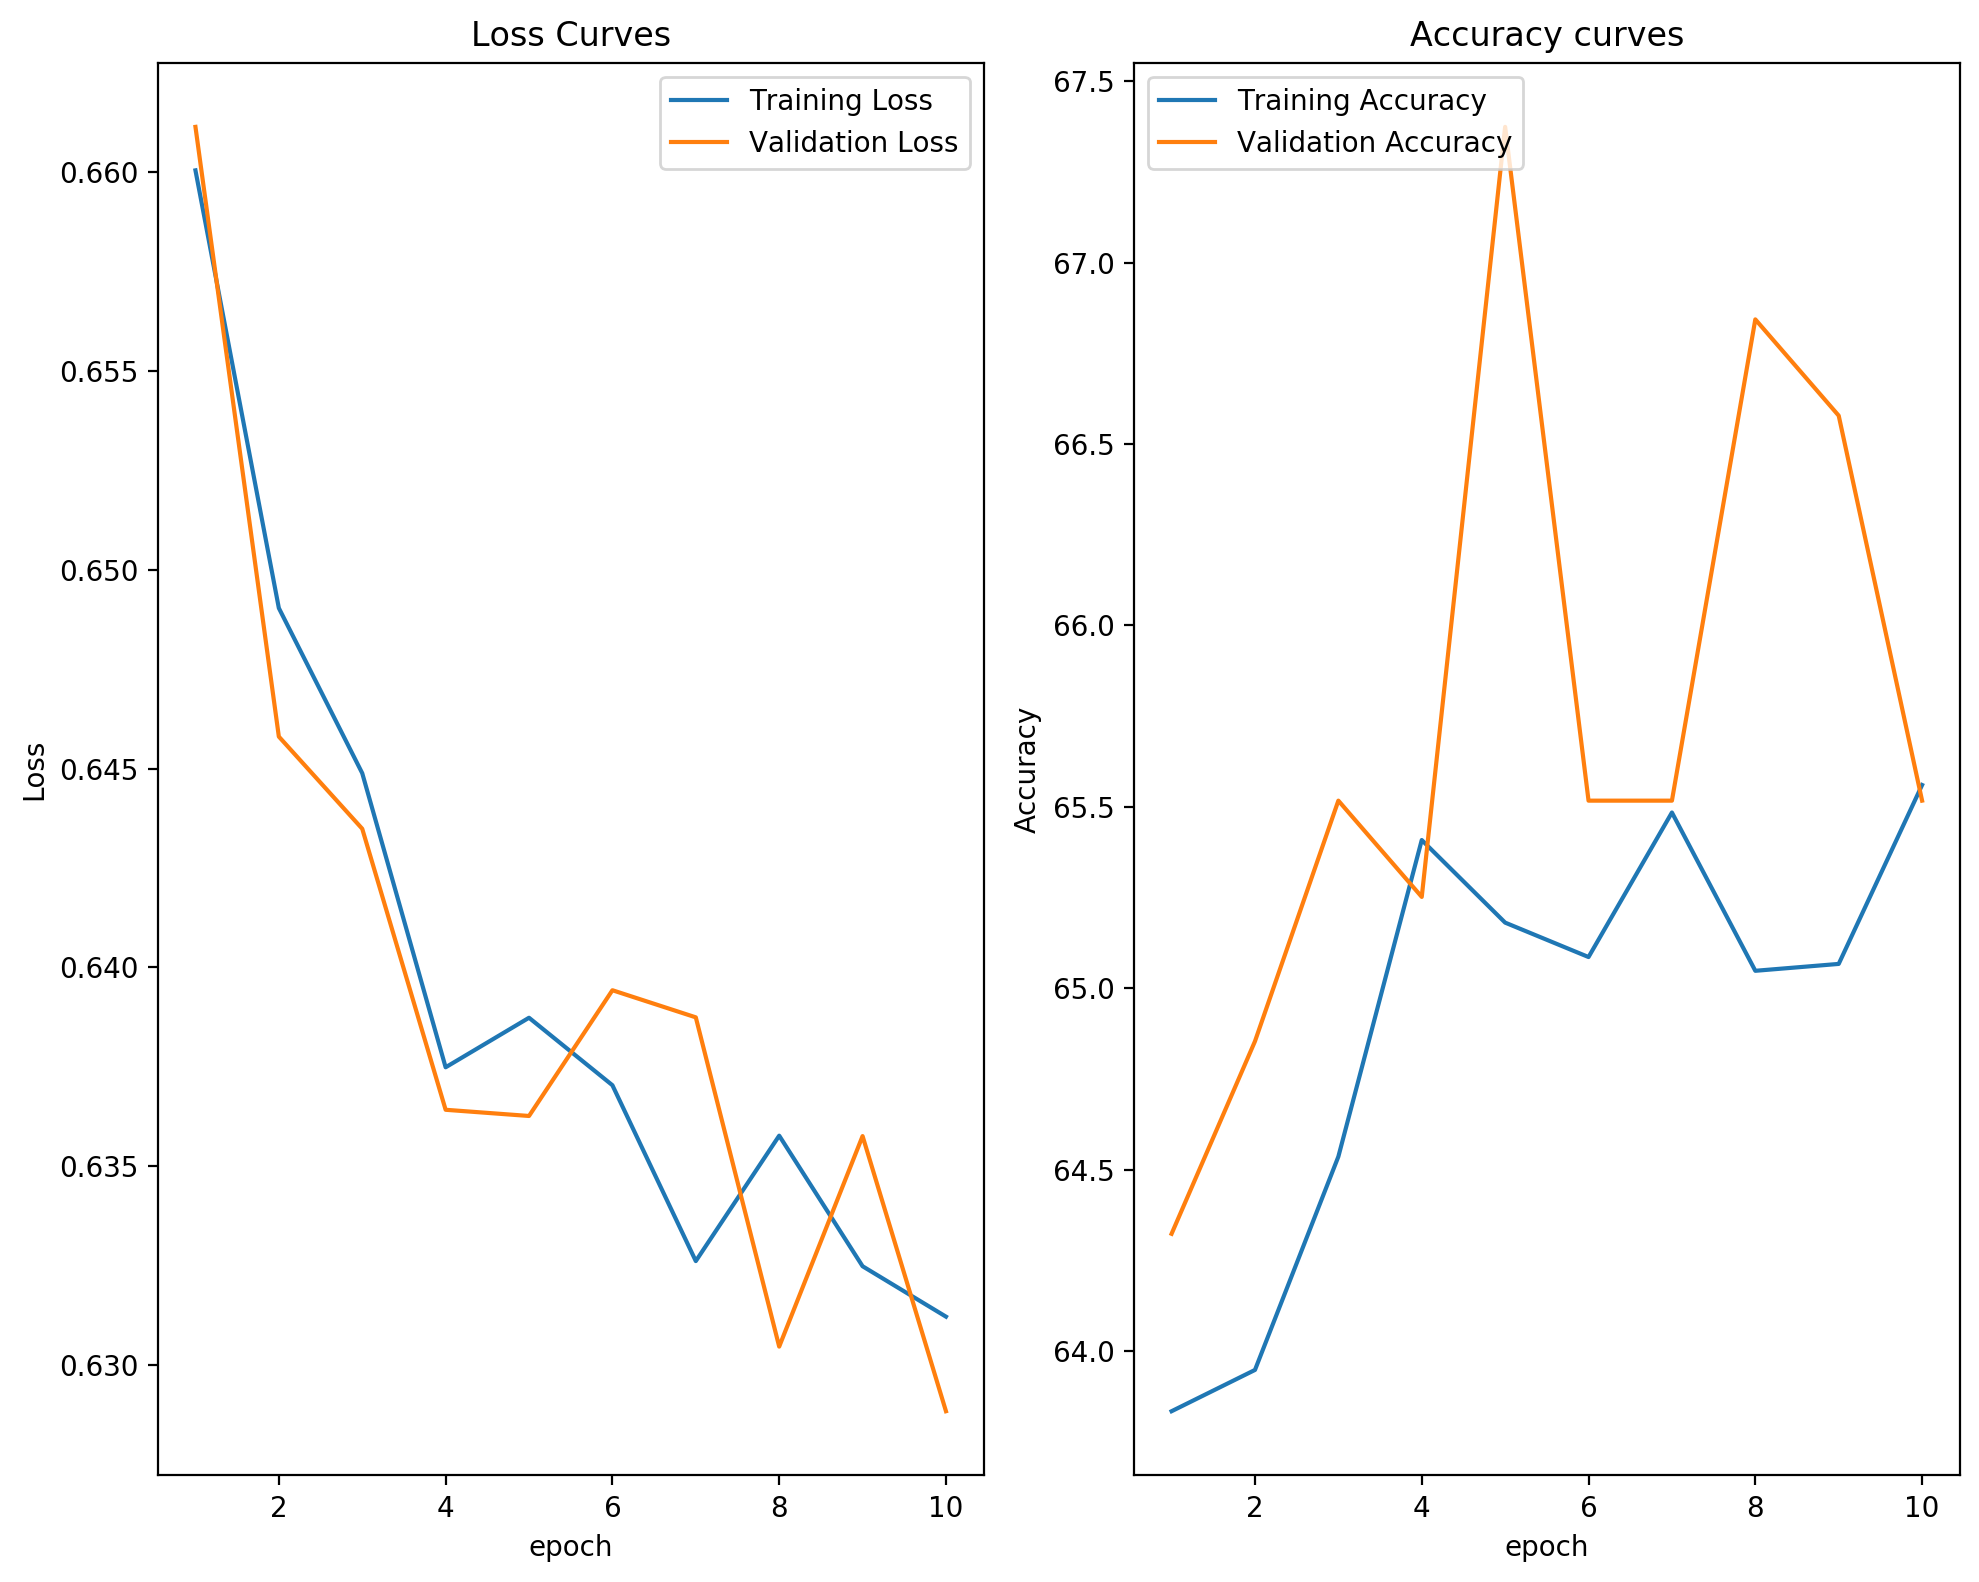 Loss Curves
Training Loss
Validation Loss
0.660
0.655
0.650
0.645
0.640
0.635
0.630
Loss
2 4 6 8 10
epoch
Accuracy curves
Training Accuracy
Validation Accuracy
67.5
67.0
66.5
66.0
65.5
65.0
64.5
64.0
Accuracy
2 4 6 8 10
epoch